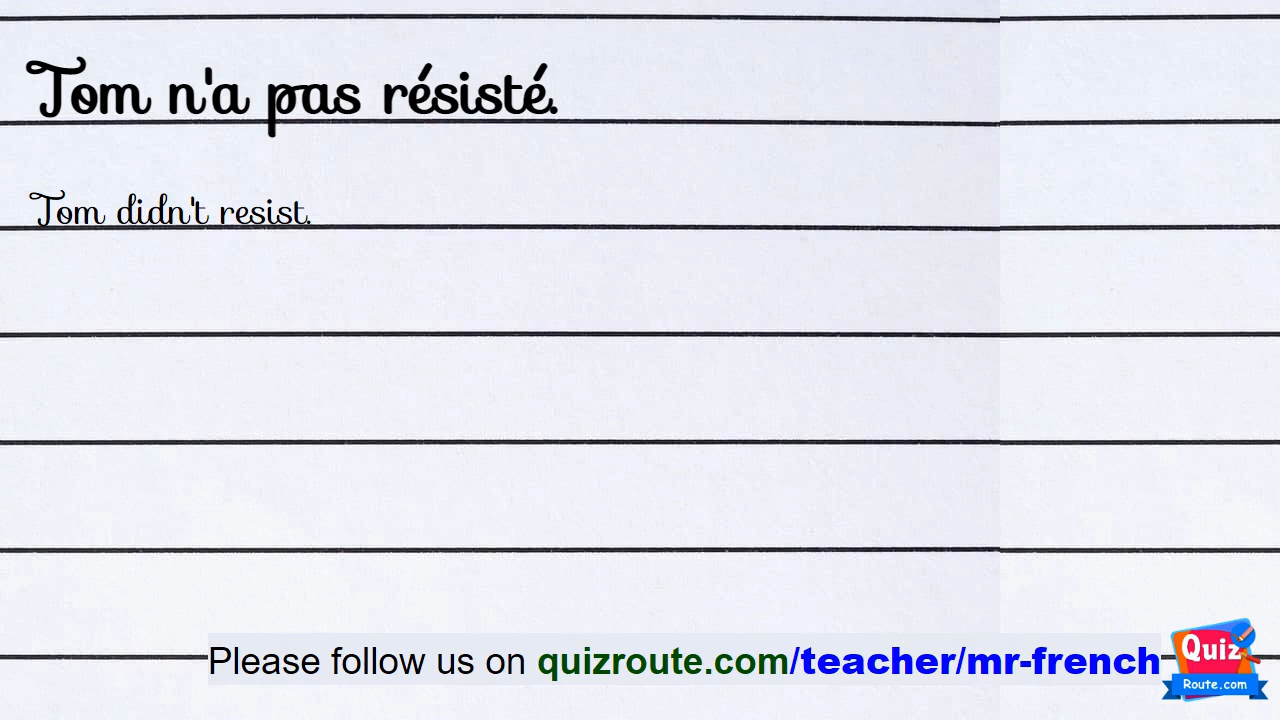 Tom n'a pas résisté.
Tom didn't resist.
Please follow us on quizroute.com/teacher/mr-french
Quiz
Route.com